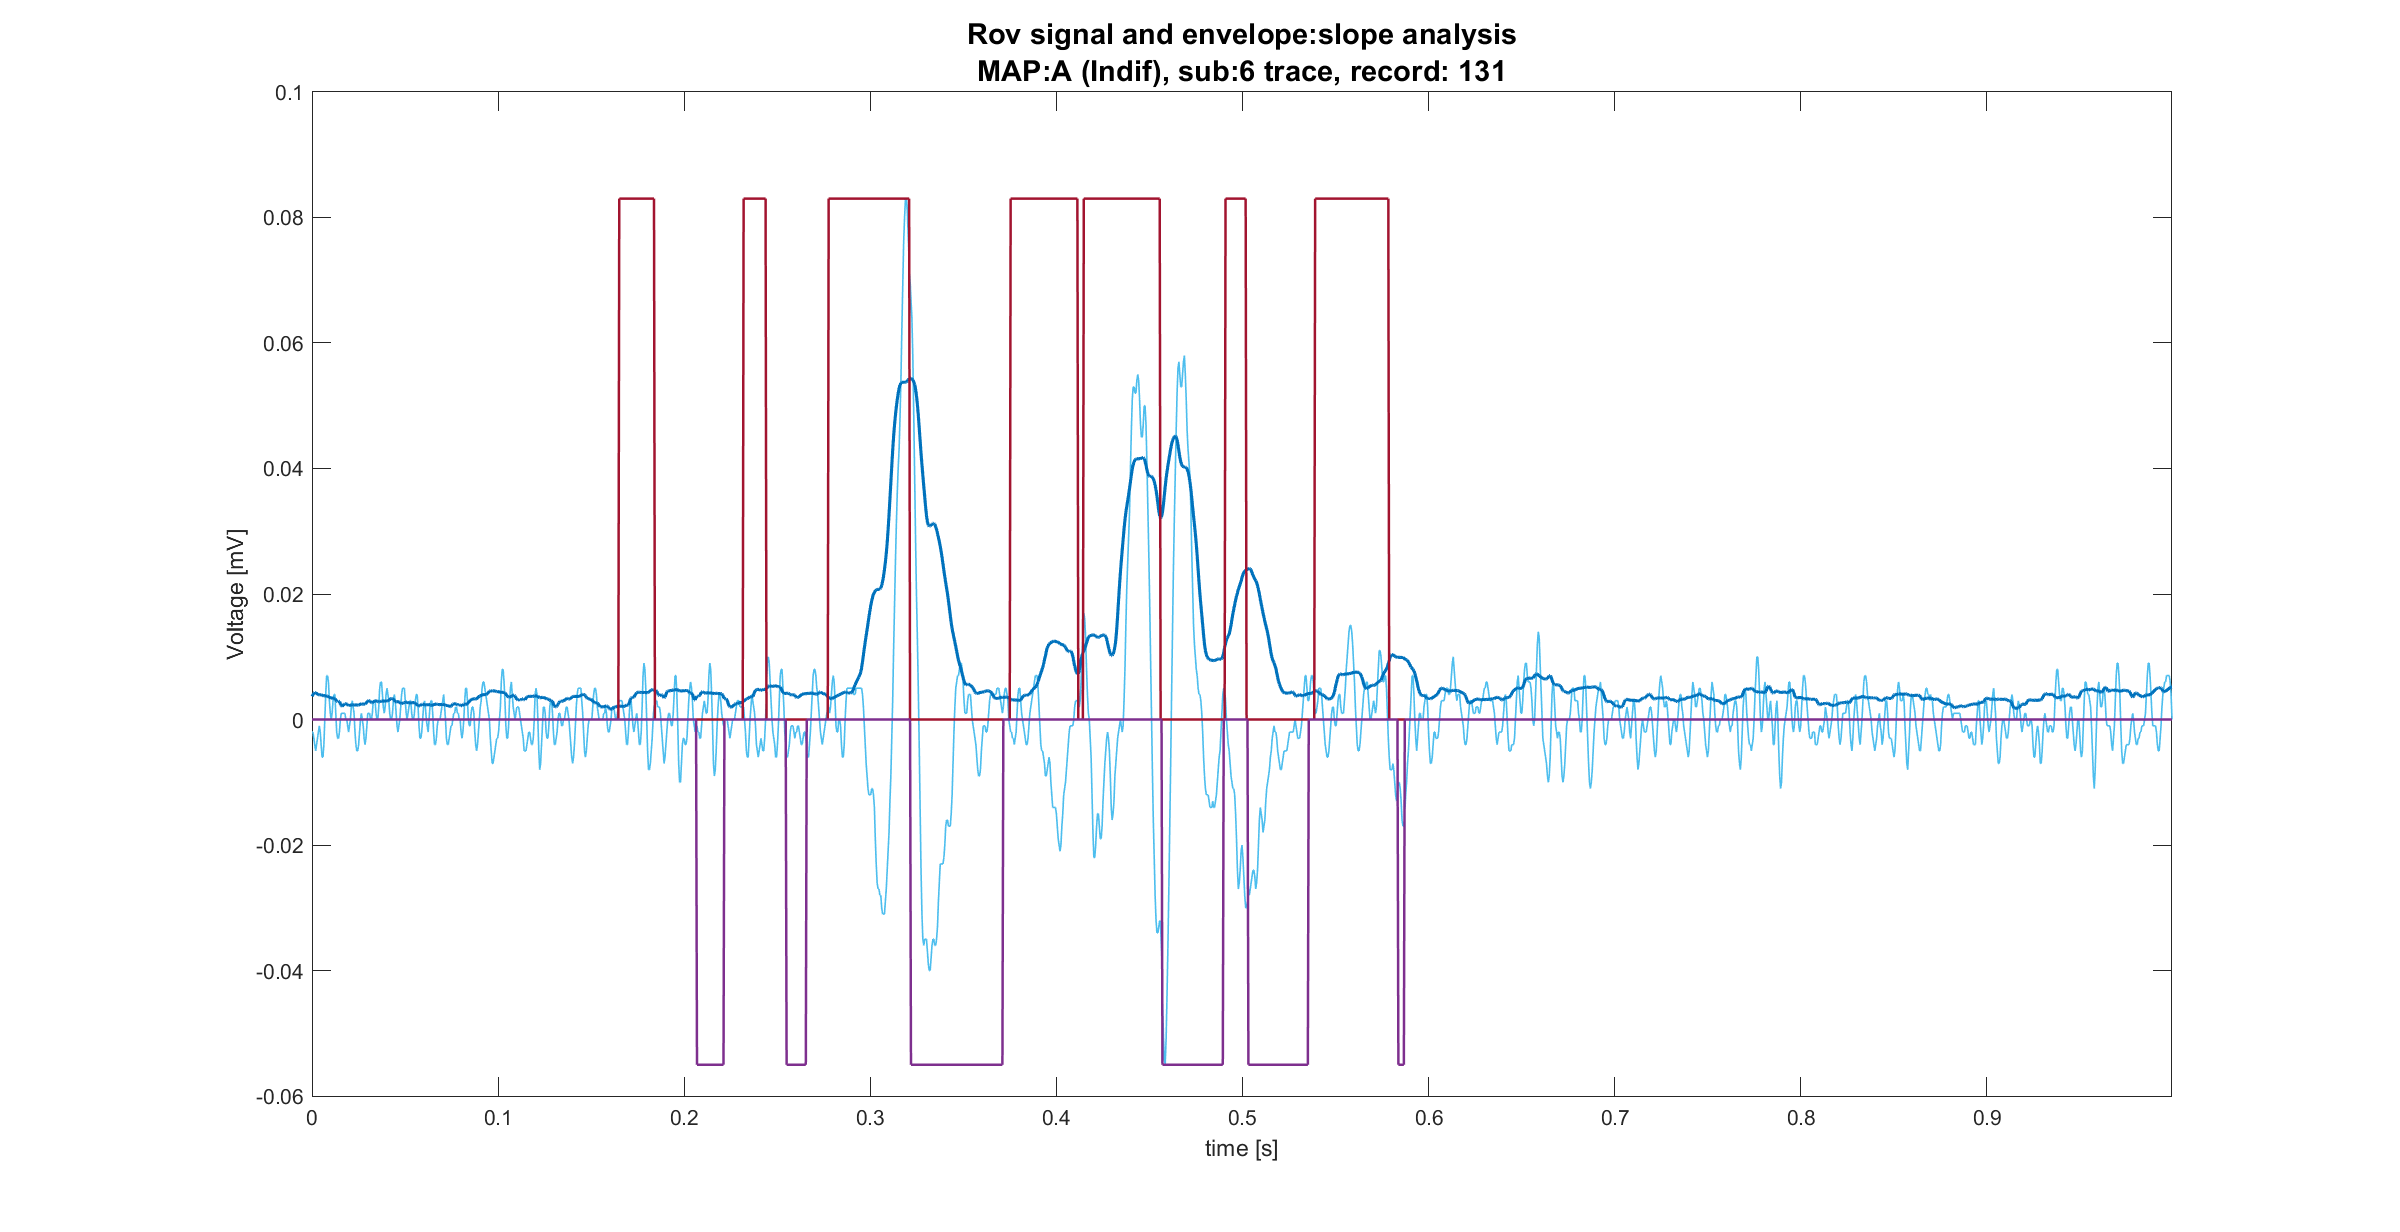 Rov signal and envelope:slope analysis
MAP:A (Indif), sub:6 trace, record: 131
0.1
0.08
0.06
0.04
0.02
0
-0.02
-0.04
-0.06
Voltage [mV]
0 0.1 0.2 0.3 0.4 0.5 0.6 0.7 0.8 0.9
time [s]